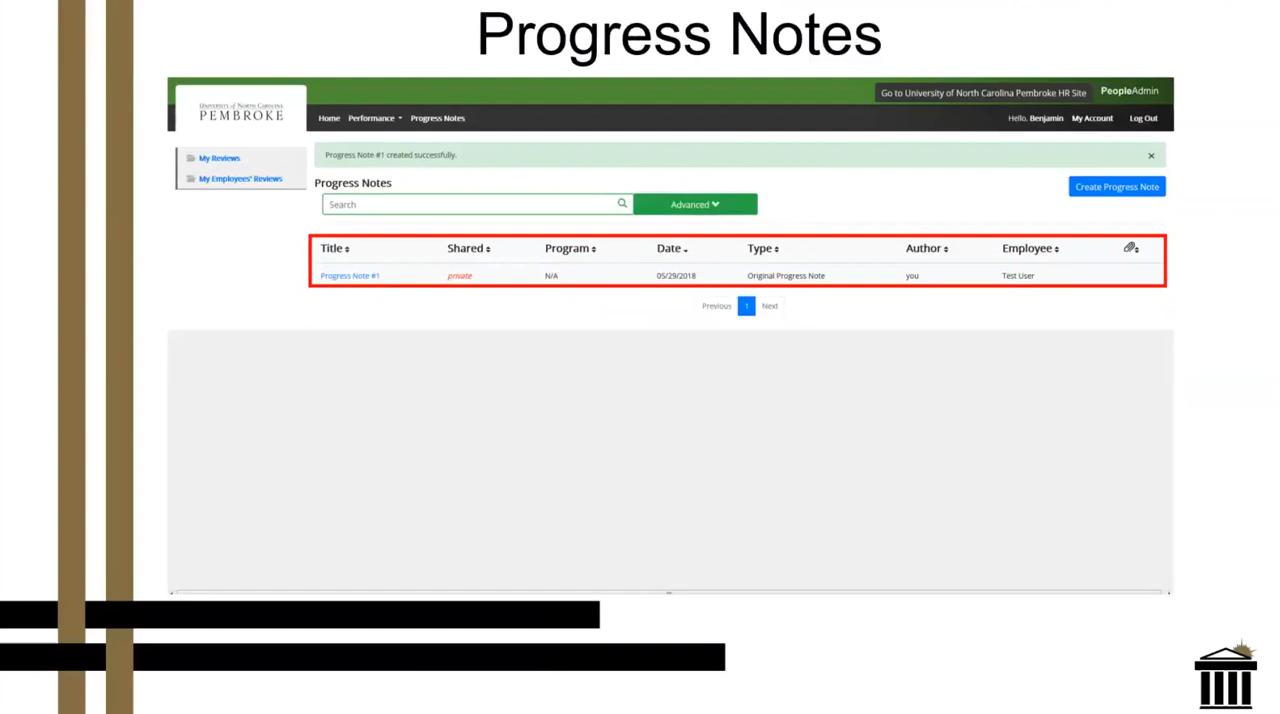 Progress Notes
Go to University of North Carolina Pembroke HR Site
PeopleAdmin
UNIVERSITY of NORTH CAROLINA
PEMBROKE
Home Performance Progress Notes
Hello, Benjamin My Account Log Out
My Reviews
My Employees' Reviews
Progress Note #1 created successfully. ×
Progress Notes
Create Progress Note
Search
Advanced
Title Shared Program Date Type Author Employee
Progress Note #1 private N/A 05/29/2018 Original Progress Note you Test User
Previous 1 Next